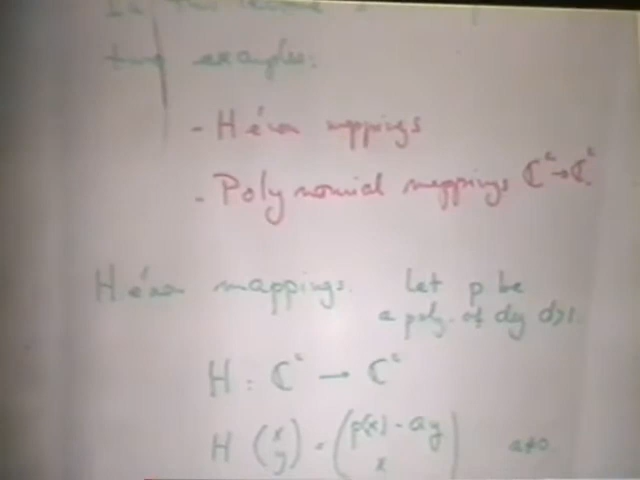 two examples:
- Hénon mappings
- Polynomial mappings ℂ² → ℂ²
Hénon mappings. Let p be
a poly. of deg d>1.
H : ℂ² → ℂ²
H (x y) = (p(x) - ay x) a≠0